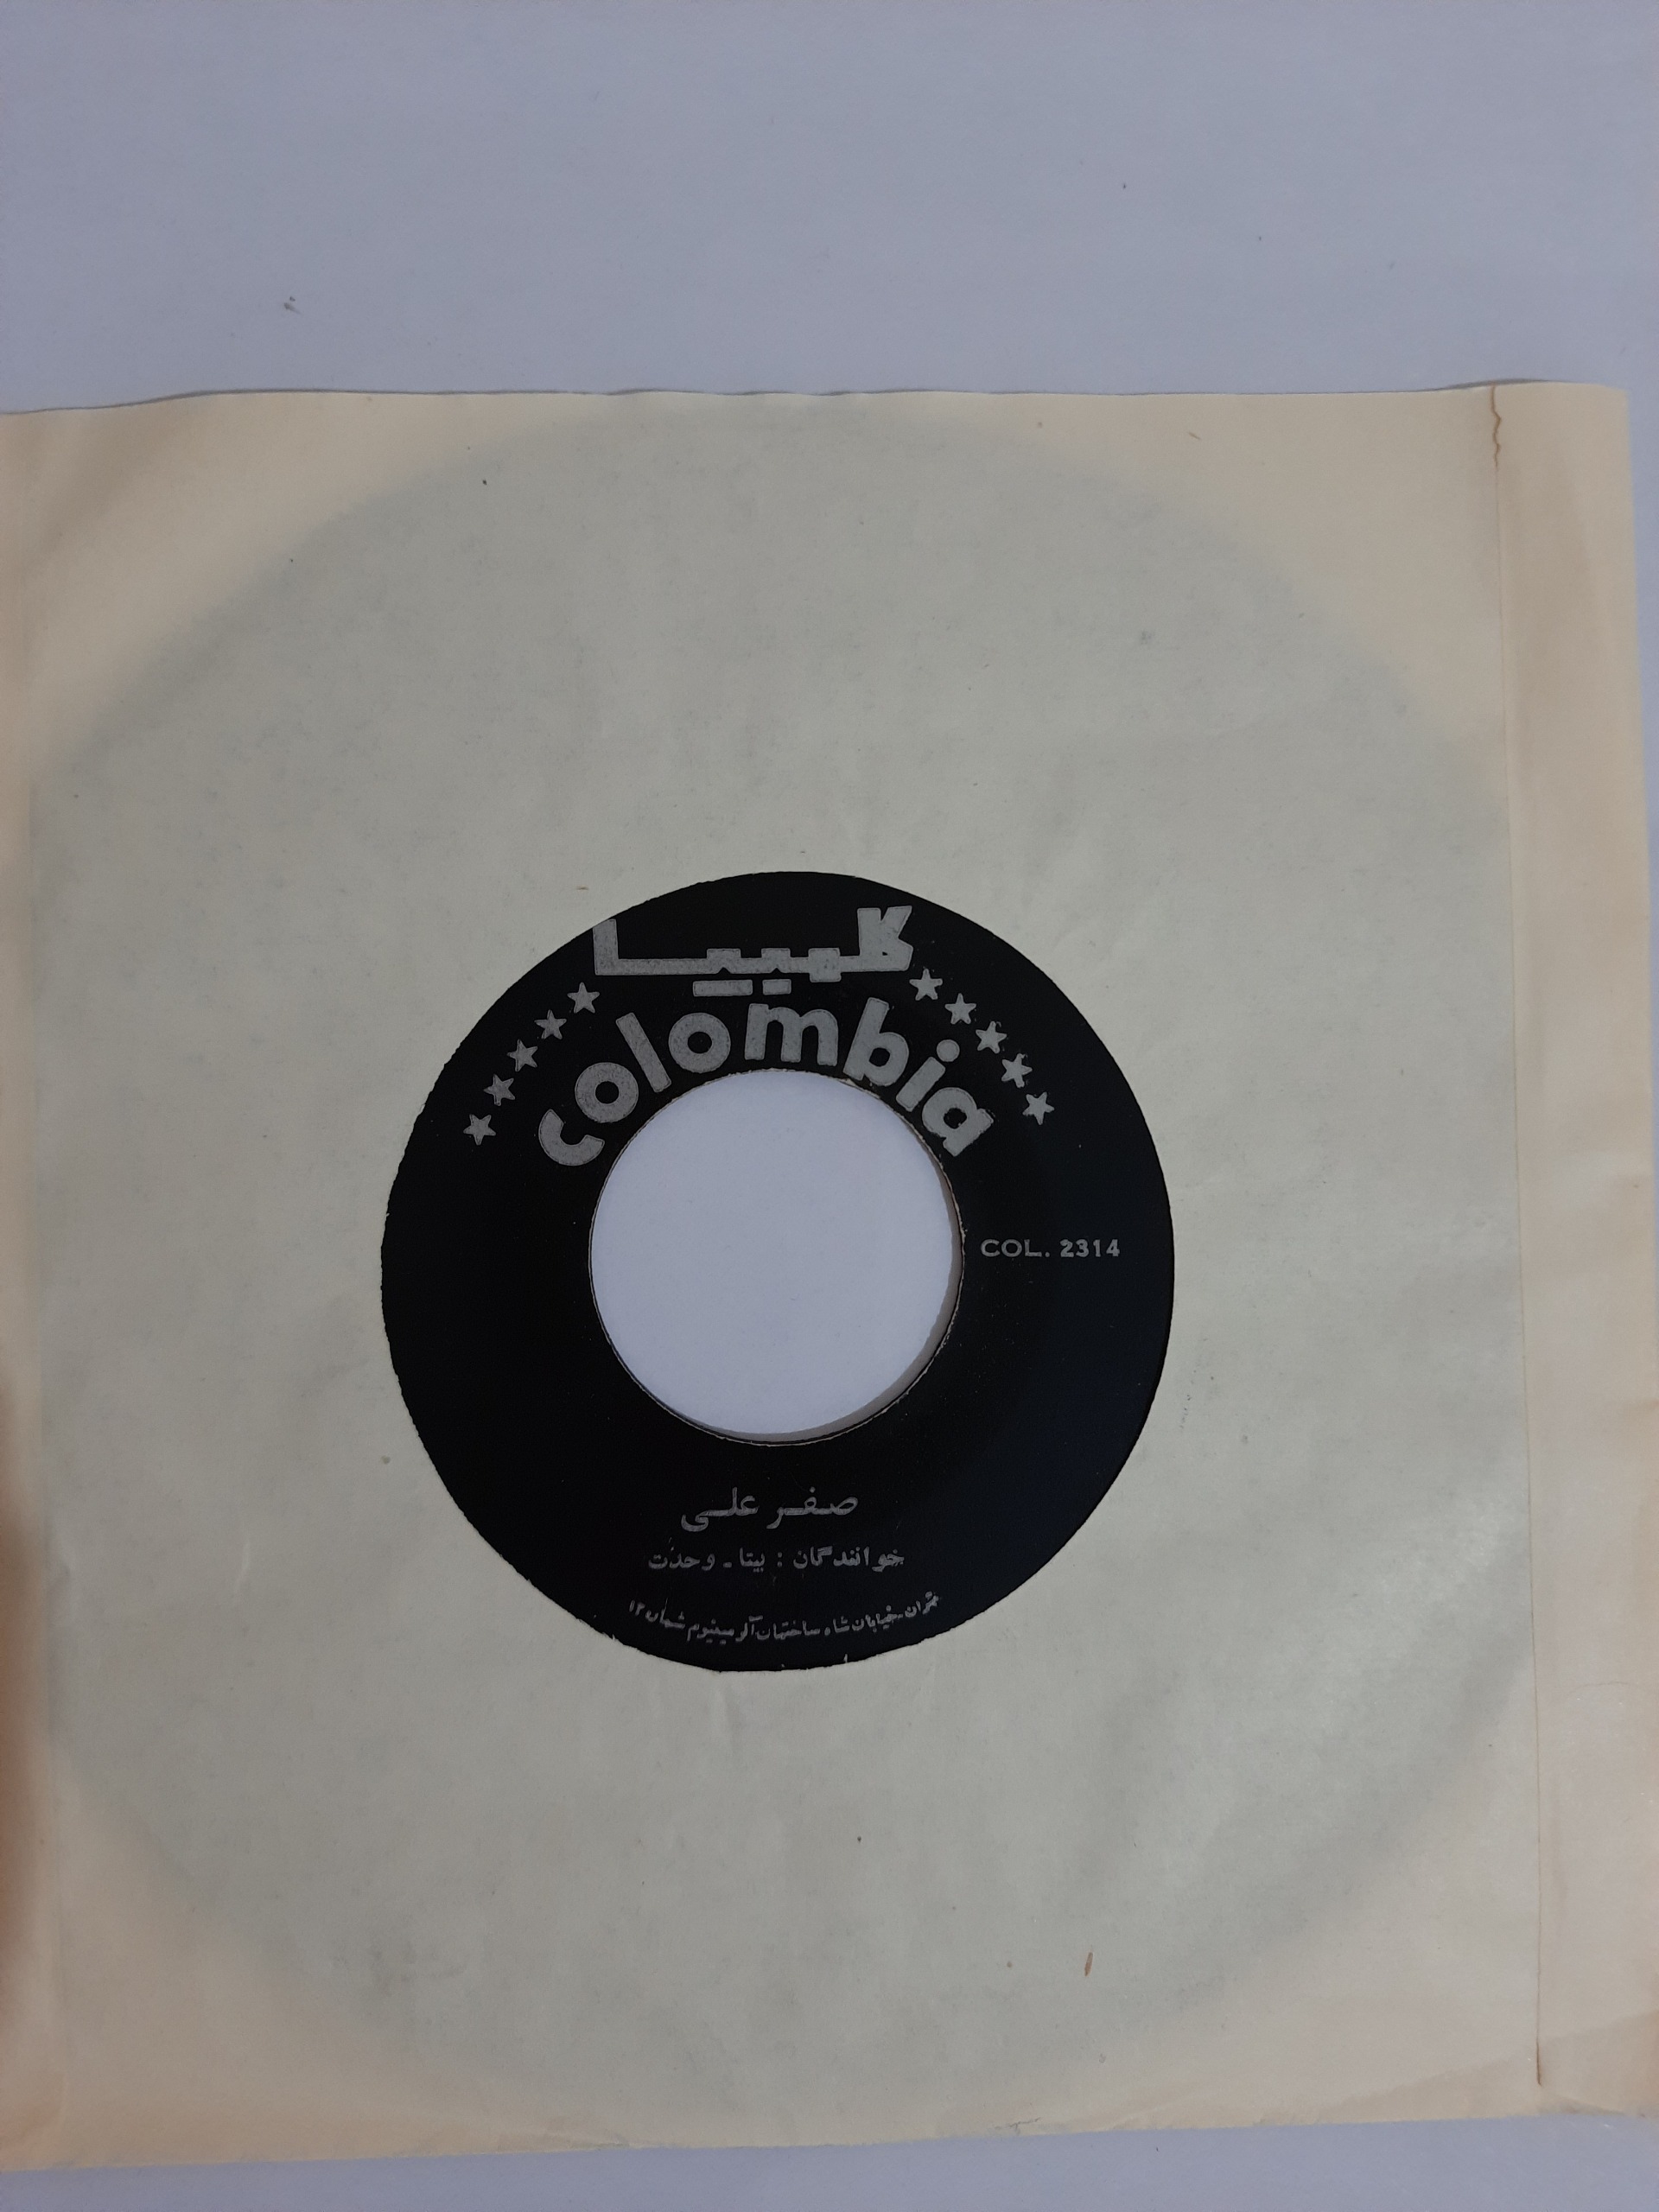 کلمبیا
colombia
COL. 2314
صفر علی
خوانندگان : بیتا - وحدت
تهران-خیابان شاه ساختمان آلومینیوم شماره ۱۲